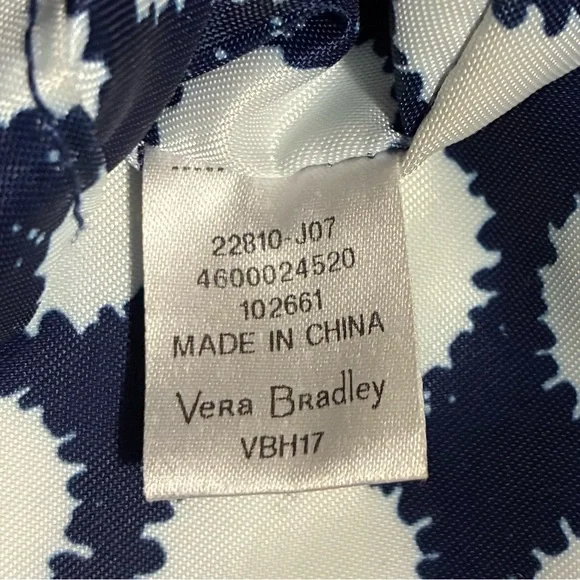 22810-J07
4600024520
102661
MADE IN CHINA
Vera Bradley
VBH17